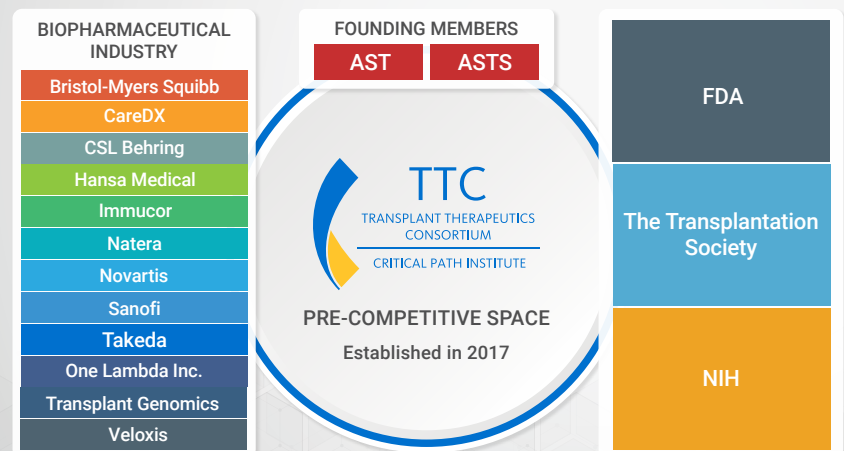 BIOPHARMACEUTICAL
INDUSTRY
Bristol-Myers Squibb
CareDX
CSL Behring
Hansa Medical
Immucor
Natera
Novartis
Sanofi
Takeda
One Lambda Inc.
Transplant Genomics
Veloxis
FOUNDING MEMBERS
AST
ASTS
TTC
TRANSPLANT THERAPEUTICS
CONSORTIUM
CRITICAL PATH INSTITUTE
PRE-COMPETITIVE SPACE
Established in 2017
FDA
The Transplantation
Society
NIH